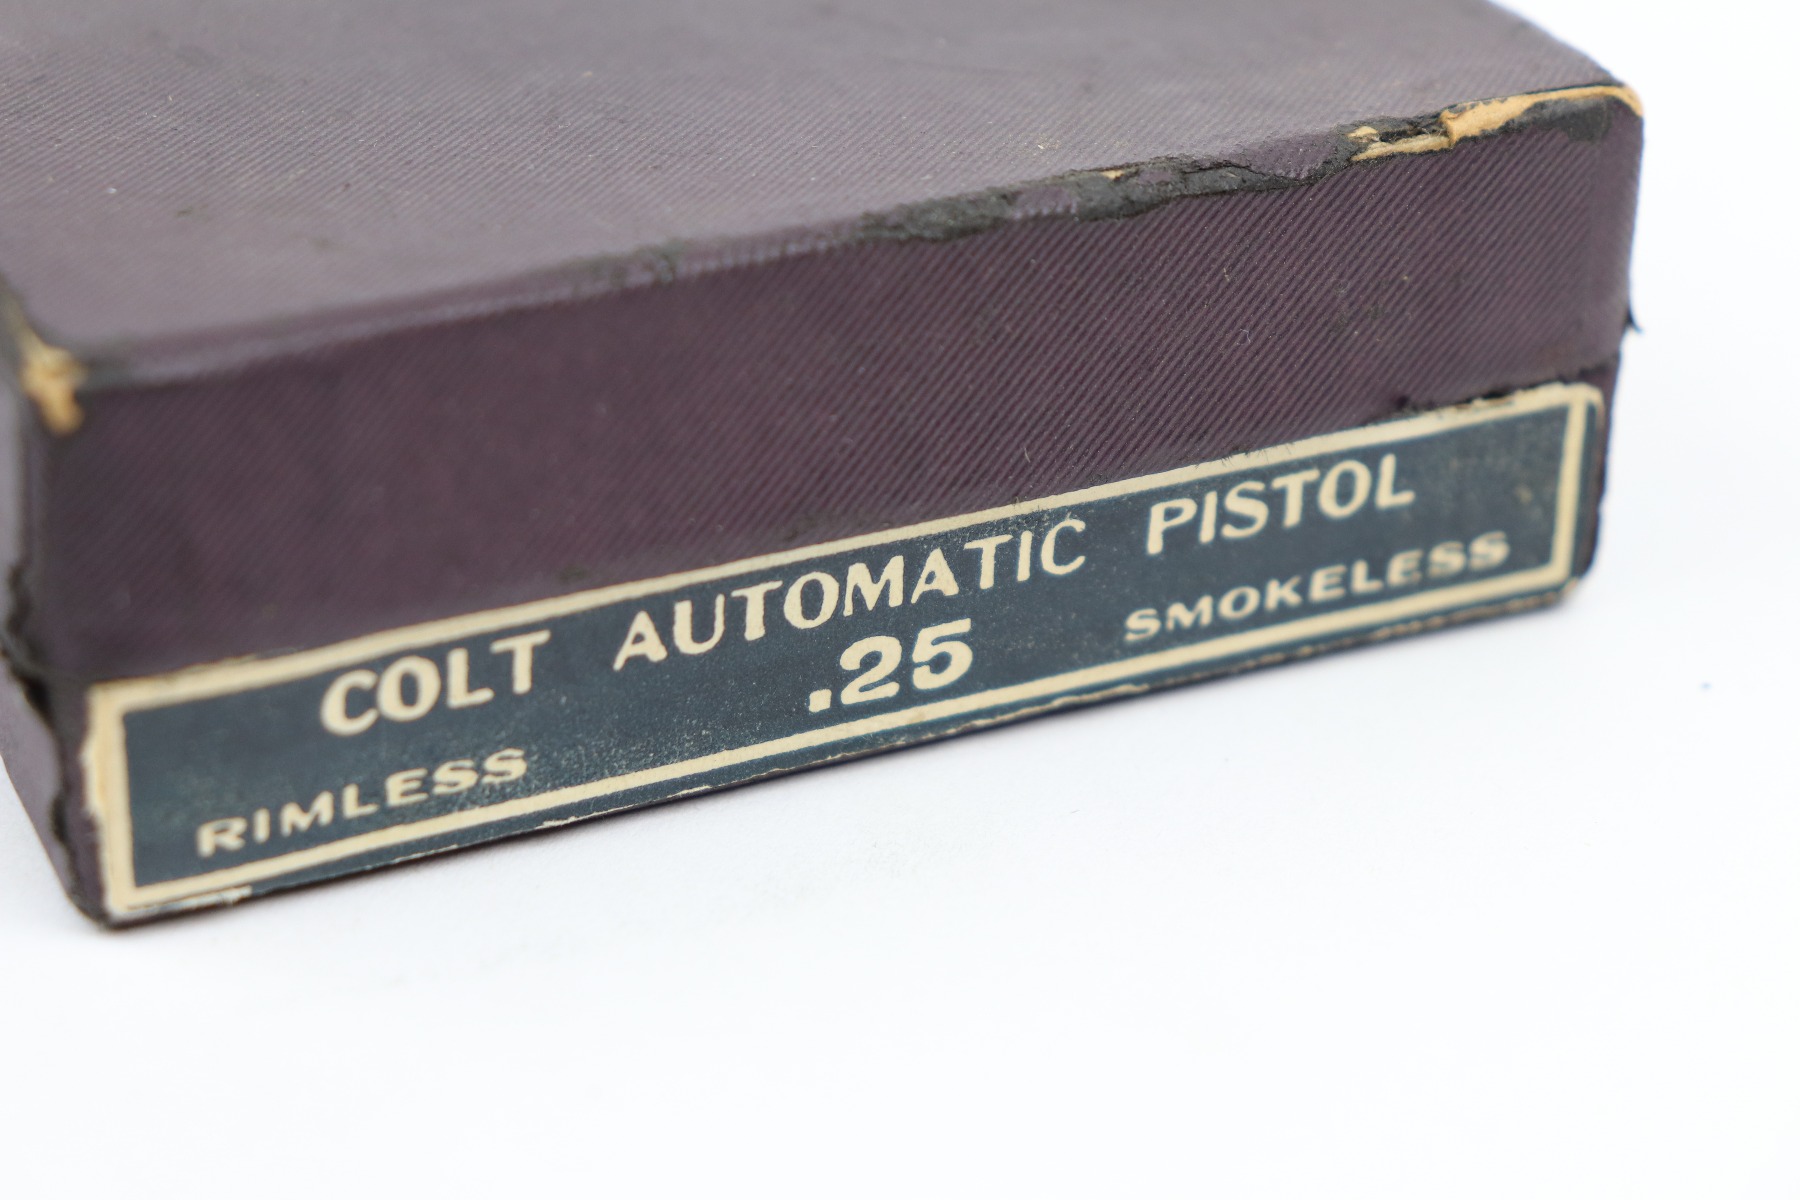 COLT AUTOMATIC PISTOL
.25
RIMLESS SMOKELESS